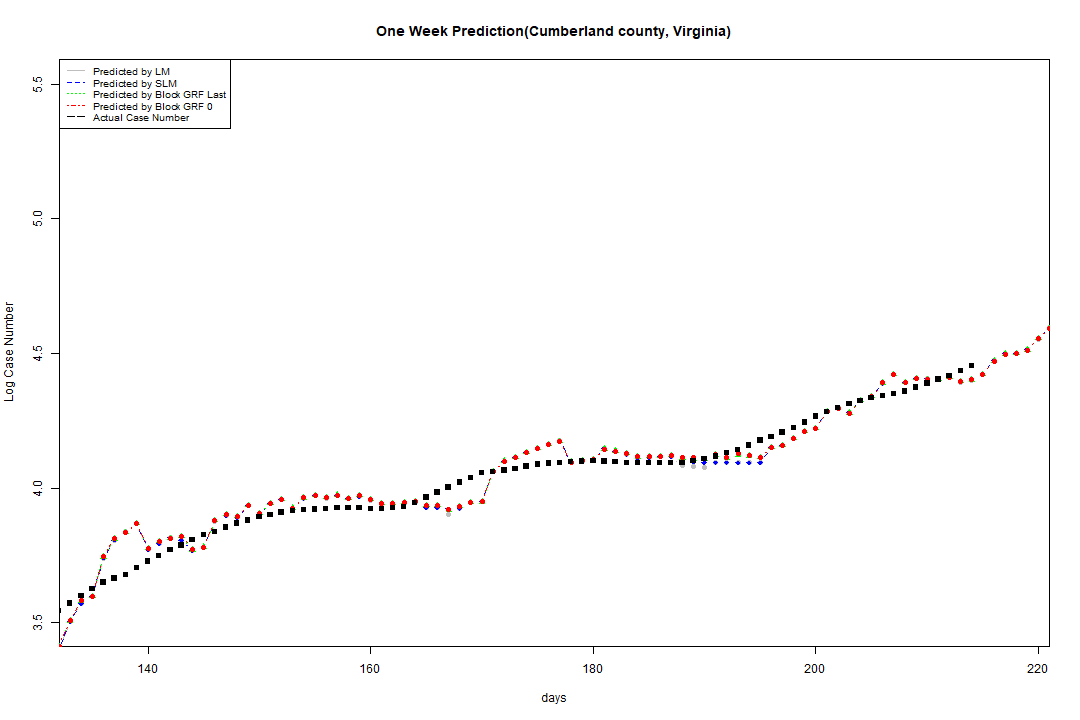 One Week Prediction(Cumberland county, Virginia)
Predicted by LM
Predicted by SLM
Predicted by Block GRF Last
Predicted by Block GRF 0
Actual Case Number
5.5
5.0
4.5
4.0
3.5
Log Case Number
140 160 180 200 220
days